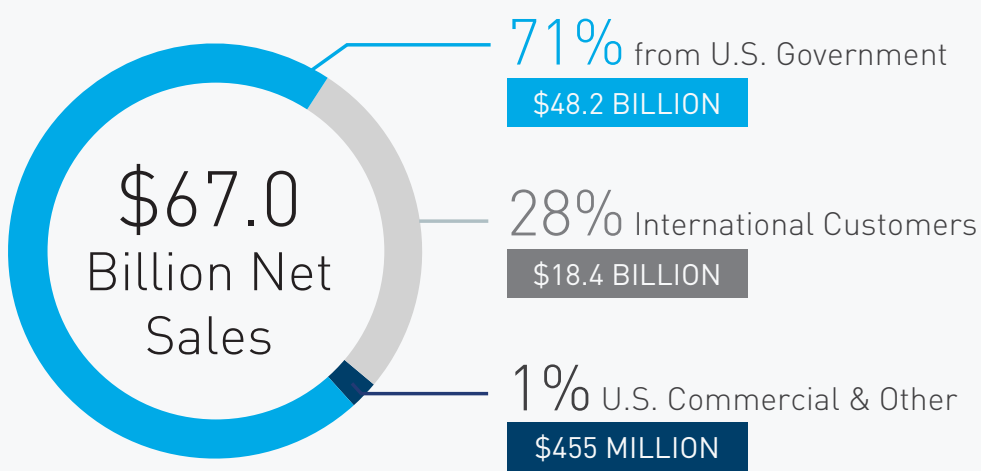 $67.0
Billion Net
Sales
71% from U.S. Government
$48.2 BILLION
28% International Customers
$18.4 BILLION
1% U.S. Commercial & Other
$455 MILLION